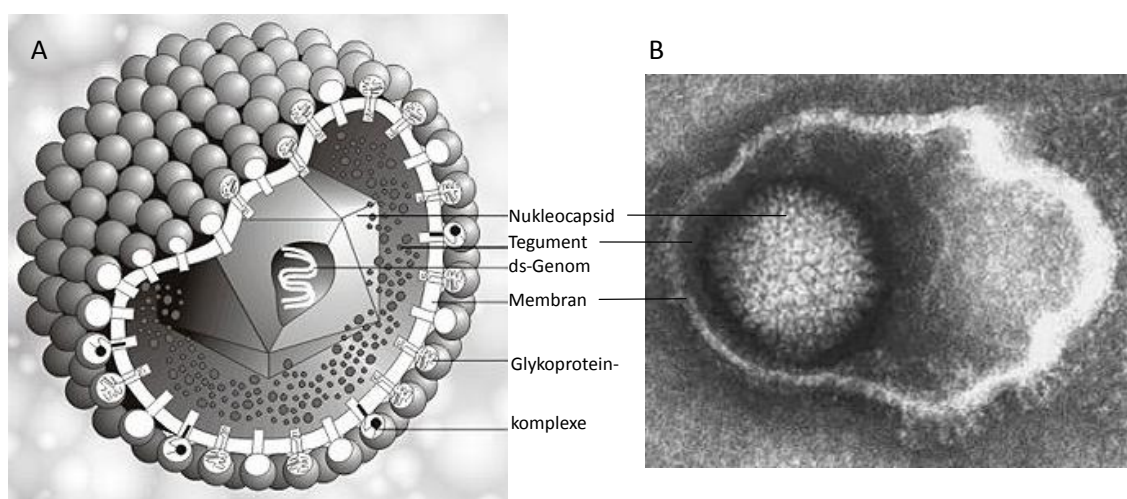 A
B
Nukleocapsid
Tegument
ds-Genom
Membran
Glykoprotein-
komplexe